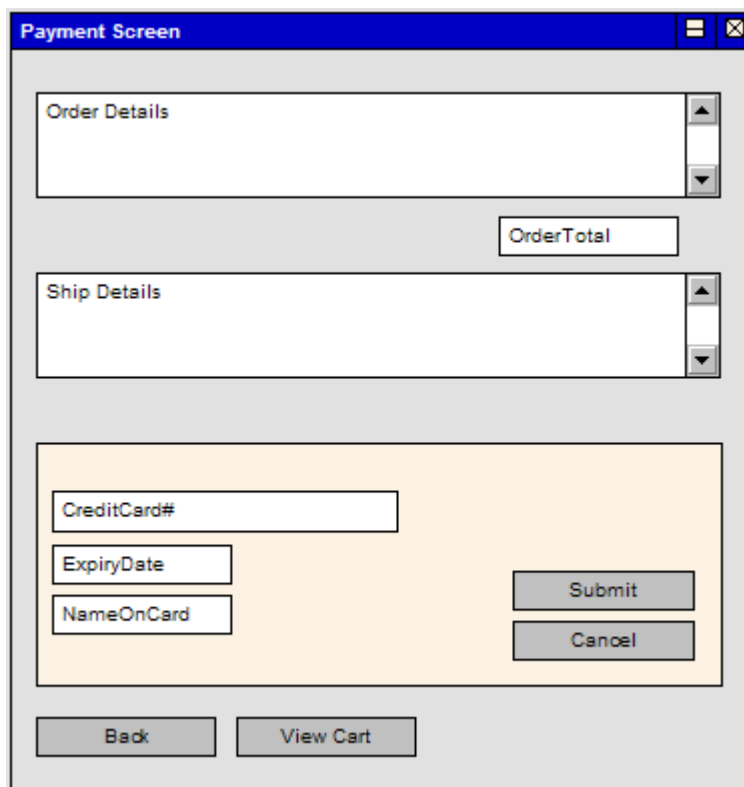 Payment Screen
Order Details
OrderTotal
Ship Details
CreditCard#
ExpiryDate
NameOnCard
Submit
Cancel
Back
View Cart